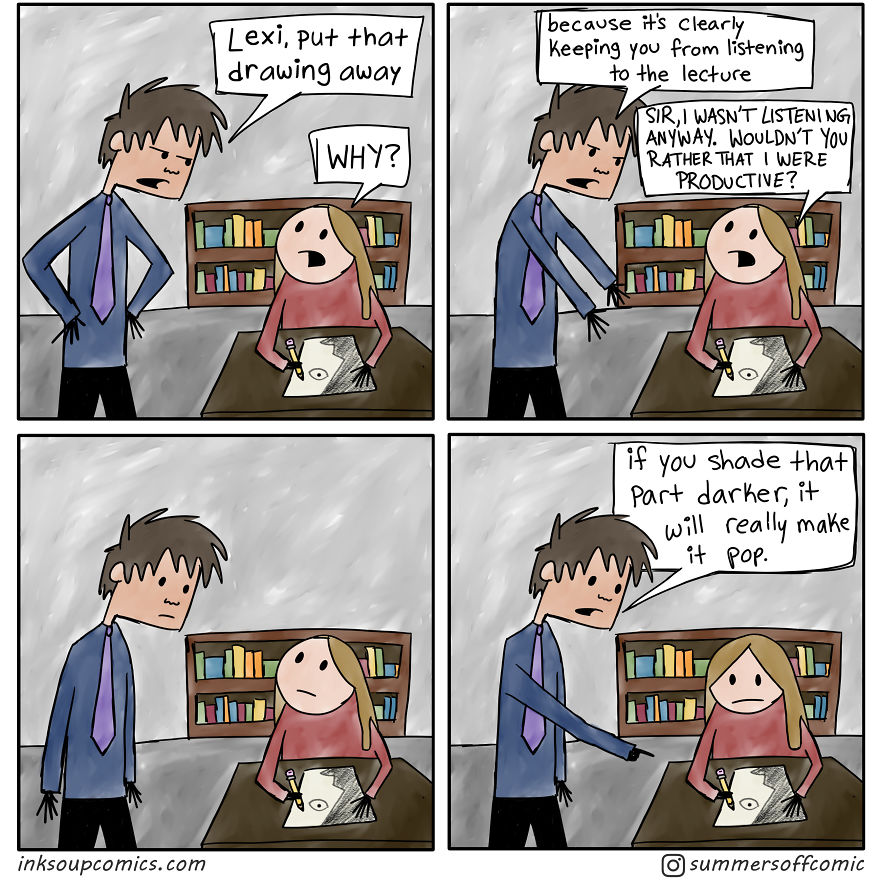 Lexi, put that
drawing away
WHY?
because it's clearly
keeping you from listening
to the lecture
SIR, I WASN'T LISTENING
ANYWAY. WOULDN'T YOU
RATHER THAT I WERE
PRODUCTIVE?
if you shade that
part darker, it
will really make
it pop.
inksoupcomics.com
summersoffcomic